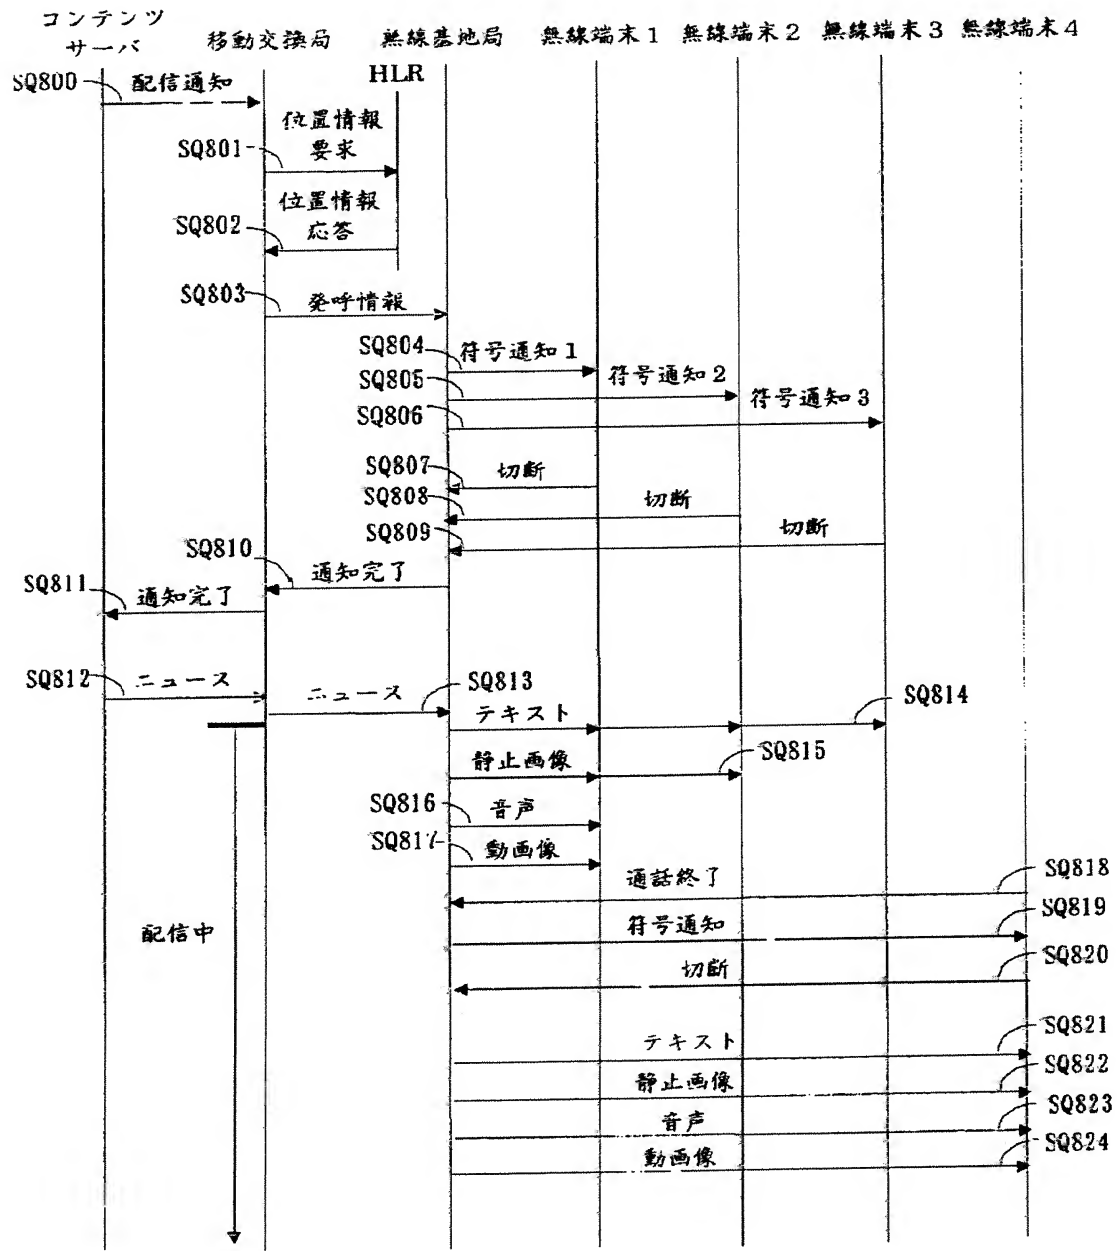 コンテンツ
サーバ
移動交換局
無線基地局
無線端末1
無線端末2
無線端末3
無線端末4
HLR
SQ800
配信通知
位置情報
要求
SQ801
位置情報
応答
SQ802
SQ803
発呼情報
SQ804
符号通知1
SQ805
符号通知2
SQ806
符号通知3
SQ807
切断
SQ808
切断
SQ809
切断
SQ810
通知完了
SQ811
通知完了
SQ812
ニュース
ニュース
SQ813
テキスト
SQ814
静止画像
SQ815
SQ816
音声
SQ817
動画像
通話終了
SQ818
符号通知
SQ819
配信中
切断
SQ820
テキスト
SQ821
静止画像
SQ822
音声
SQ823
動画像
SQ824